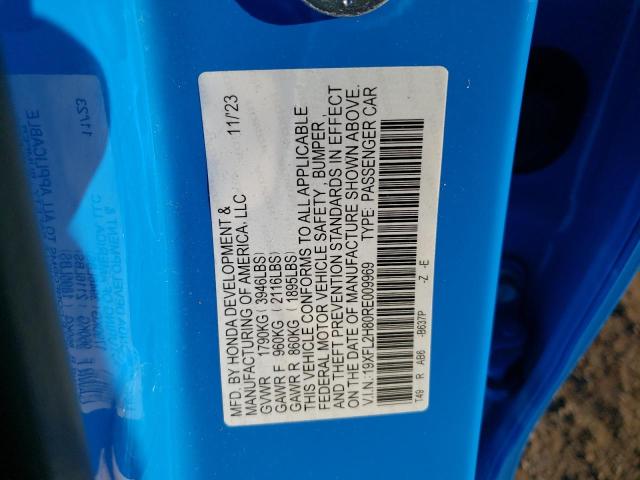 MFD. BY HONDA DEVELOPMENT & 11/'23
MANUFACTURING OF AMERICA, LLC
GVWR 1790KG (3946LBS)
GAWR F 960KG (2116LBS)
GAWR R 860KG (1895LBS)
THIS VEHICLE CONFORMS TO ALL APPLICABLE
FEDERAL MOTOR VEHICLE SAFETY, BUMPER,
AND THEFT PREVENTION STANDARDS IN EFFECT
ON THE DATE OF MANUFACTURE SHOWN ABOVE.
V.I.N.:19XFL2H80RE009969 TYPE: PASSENGER CAR
T49 R AB6 -B637P -Z -E